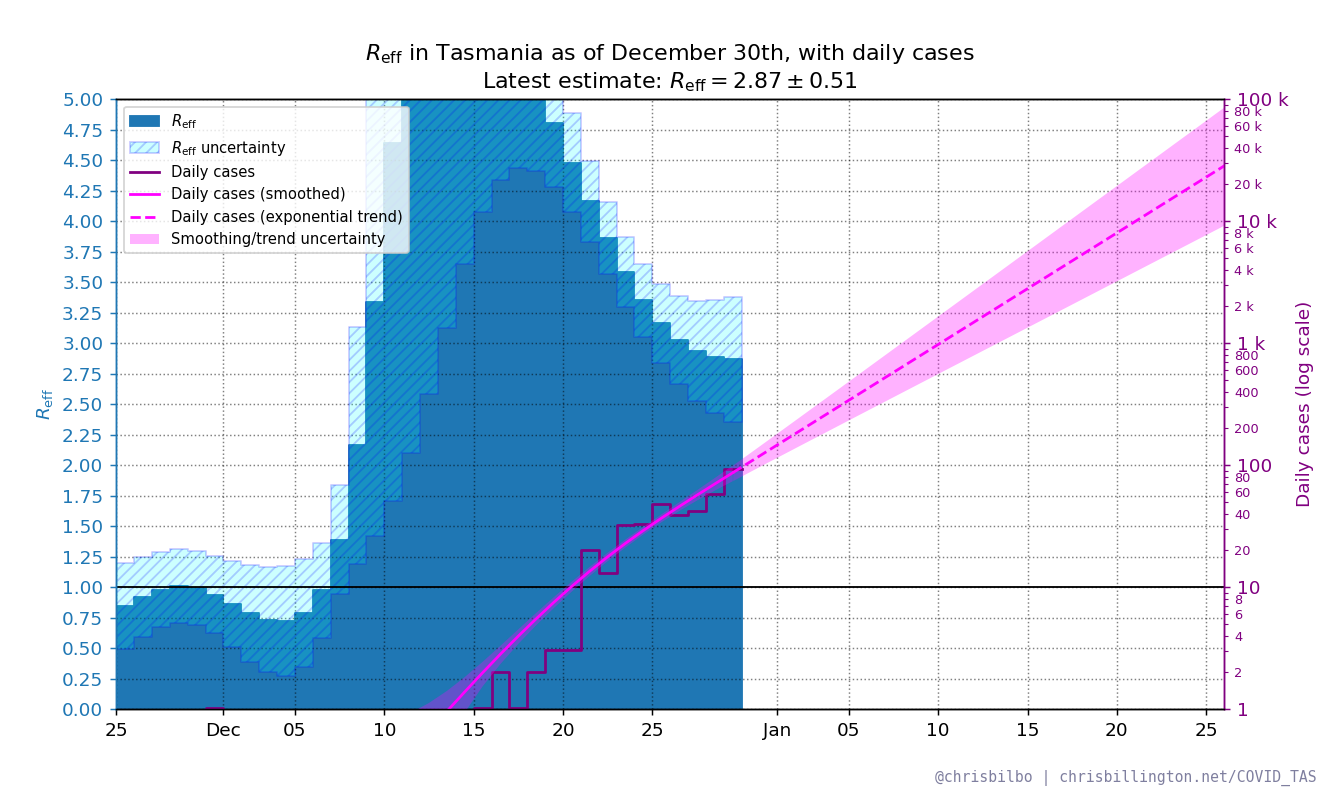 R_eff in Tasmania as of December 30th, with daily cases
Latest estimate: R_eff = 2.87 ± 0.51
R_eff
R_eff uncertainty
Daily cases
Daily cases (smoothed)
Daily cases (exponential trend)
Smoothing/trend uncertainty
R_eff
5.00
4.75
4.50
4.25
4.00
3.75
3.50
3.25
3.00
2.75
2.50
2.25
2.00
1.75
1.50
1.25
1.00
0.75
0.50
0.25
0.00
25
Dec
05
10
15
20
25
Jan
05
10
15
20
25
100 k
80 k
60 k
40 k
20 k
10 k
8 k
6 k
4 k
2 k
1 k
800
600
400
200
100
80
60
40
20
10
8
6
4
2
1
Daily cases (log scale)
@chrisbilbo | chrisbillington.net/COVID_TAS